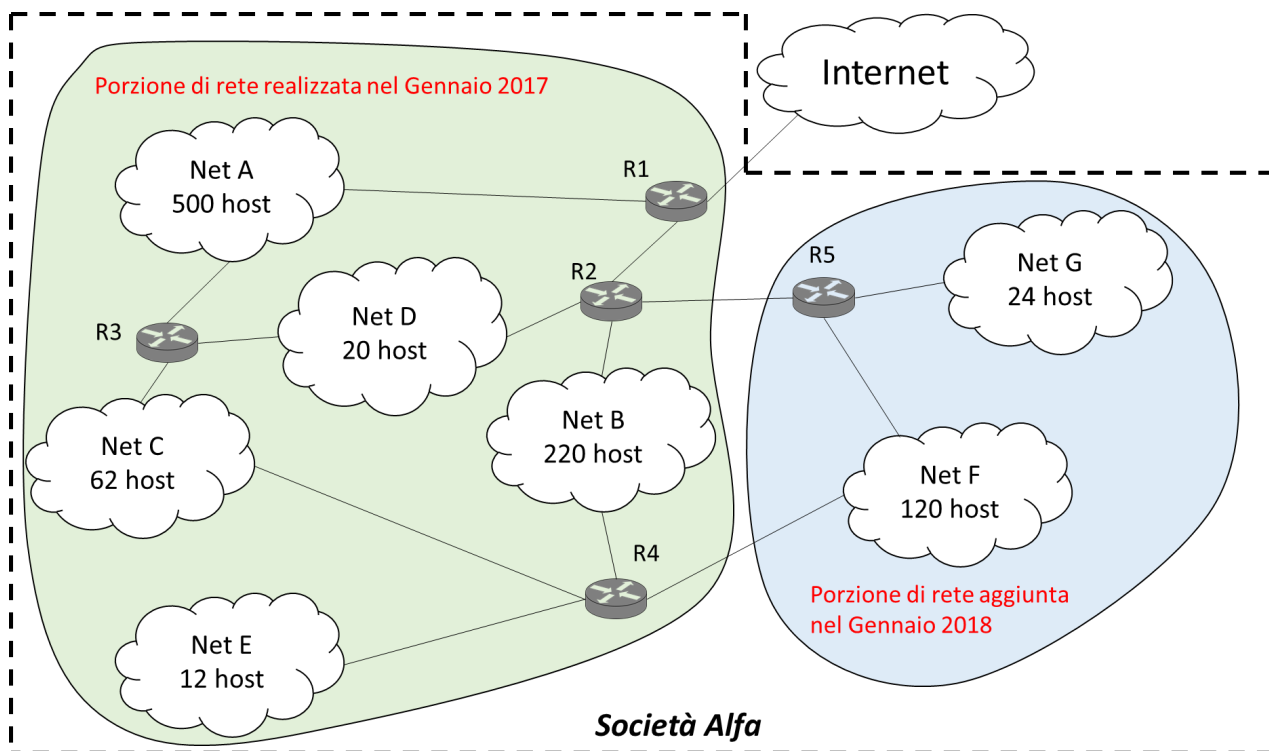 Porzione di rete realizzata nel Gennaio 2017
Internet
Net A
500 host
R1
R2
R5
Net G
24 host
Net D
20 host
R3
Net C
62 host
Net B
220 host
Net F
120 host
R4
Net E
12 host
Porzione di rete aggiunta
nel Gennaio 2018
Società Alfa